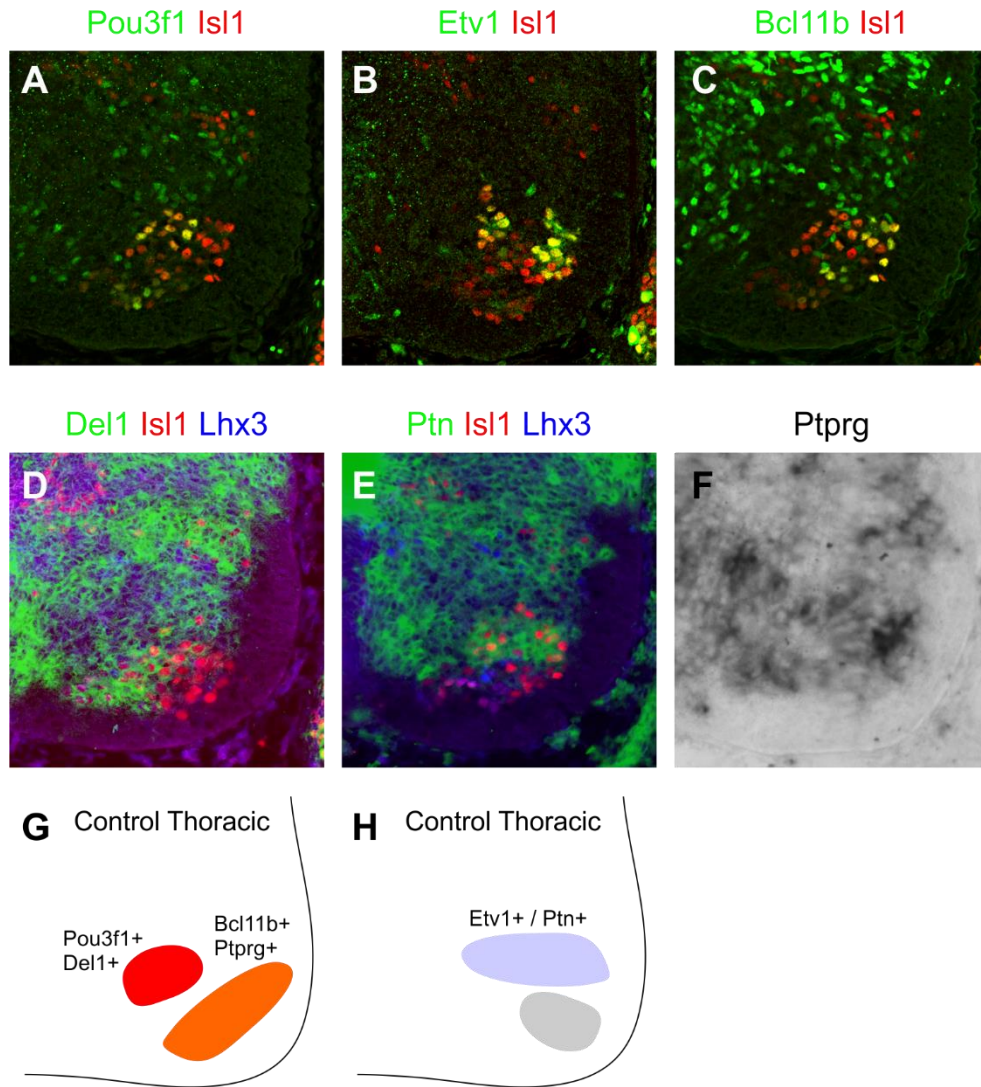 Pou3f1 Isl1
Etv1 Isl1
Bcl11b Isl1
A
B
C
Del1 Isl1 Lhx3
Ptn Isl1 Lhx3
Ptprg
D
E
F
G Control Thoracic
Pou3f1+
Del1+
Bcl11b+
Ptprg+
H Control Thoracic
Etv1+ / Ptn+